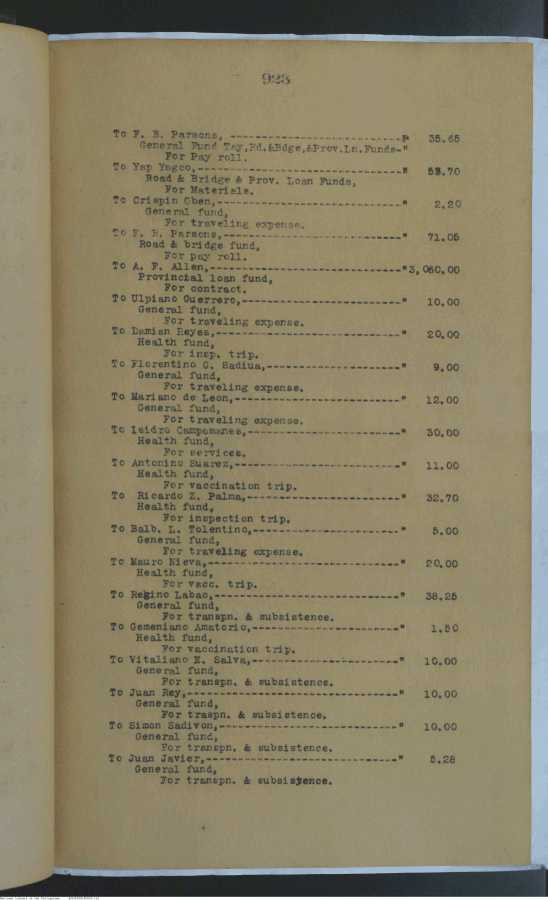 928
To F. B. Parsons, ------------------------------₱ 35.65
General Fund Tay,Rd.&Bdge,&Prov.Ln.Funds-"
For Pay roll.
To Yap Yagco,-----------------------------------" 53.70
Road & Bridge & Prov. Loan Funds,
For Materials.
To Crispin Oben,--------------------------------" 2.20
General fund,
For traveling expense.
To F. B. Parsons,-------------------------------" 71.05
Road & bridge fund,
For pay roll.
To A. F. Allen,---------------------------------"3,060.00
Provincial loan fund,
For contract.
To Ulpiano Guerrero,----------------------------" 10.00
General fund,
For traveling expense.
To Damian Reyes,--------------------------------" 20.00
Health fund,
For insp. trip.
To Florentino C. Hadiua,------------------------" 9.00
General fund,
For traveling expense.
To Mariano de Leon,-----------------------------" 12.00
General fund,
For traveling expense.
To Isidro Campomanes,---------------------------" 30.00
Health fund,
For services.
To Antonino Suarez,-----------------------------" 11.00
Health fund,
For vaccination trip.
To Ricardo Z. Palma,----------------------------" 32.70
Health fund,
For inspection trip.
To Balb. L. Tolentino,--------------------------" 5.00
General fund,
For traveling expense.
To Mauro Nieva,---------------------------------" 20.00
Health fund,
For vacc. trip.
To Regino Labao,--------------------------------" 38.25
General fund,
For transpn. & subsistence.
To Gemeniano Amatorio,--------------------------" 1.50
Health fund,
For vaccination trip.
To Vitaliano E. Salva,--------------------------" 10.00
General fund,
For transpn. & subsistence.
To Juan Rey,------------------------------------" 10.00
General fund,
For traspn. & subsistence.
To Simon Sadivon,-------------------------------" 10.00
General fund,
For transpn. & subsistence.
To Juan Javier,---------------------------------" 5.28
General fund,
For transpn. & subsistence.
National Library of the Philippines